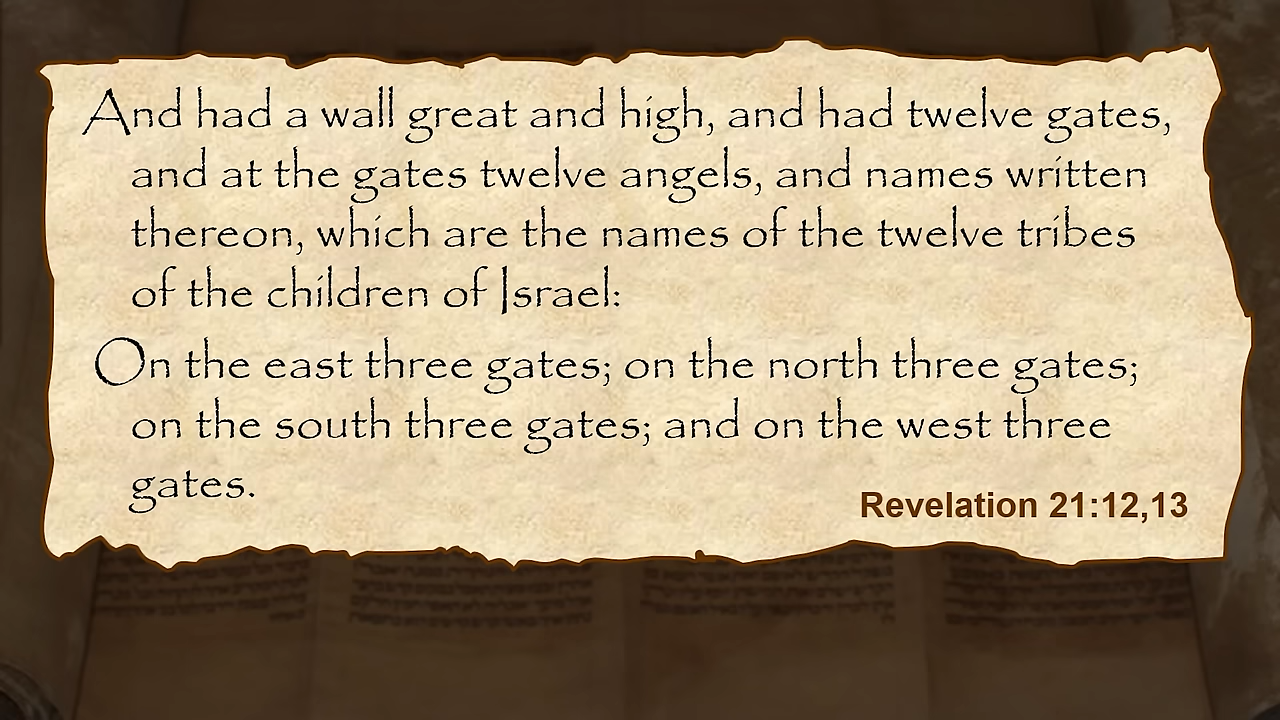 And had a wall great and high, and had twelve gates,
and at the gates twelve angels, and names written
thereon, which are the names of the twelve tribes
of the children of Israel:
On the east three gates; on the north three gates;
on the south three gates; and on the west three
gates.
Revelation 21:12,13